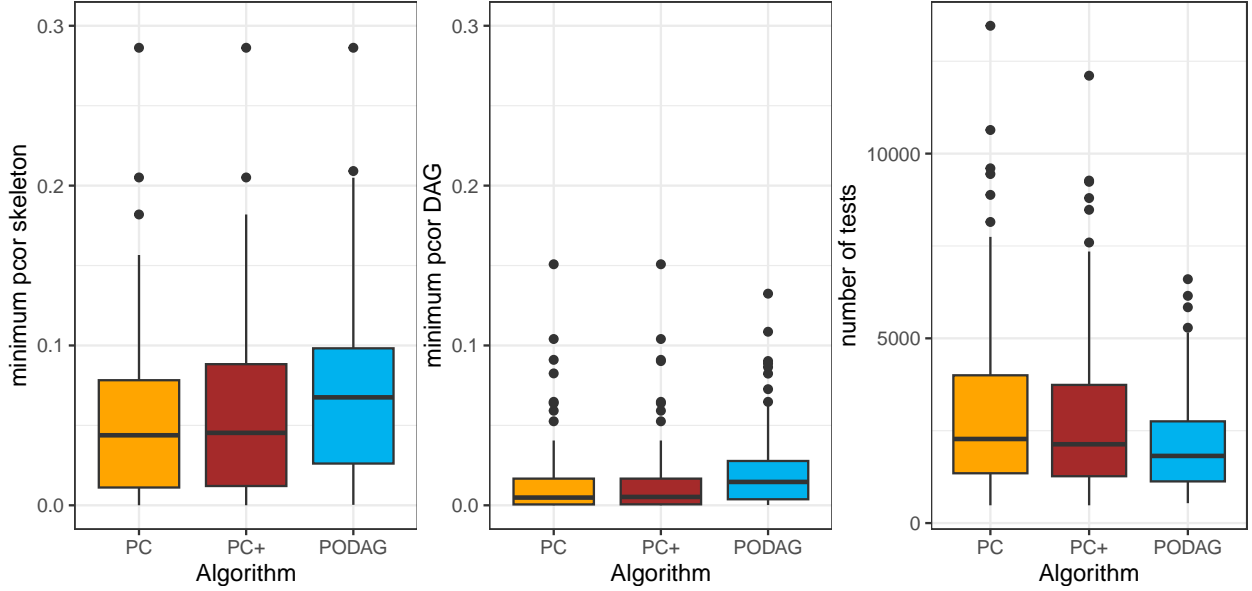 minimum pcor skeleton
0.3
0.2
0.1
0.0
PC PC+ PODAG
Algorithm
minimum pcor DAG
0.3
0.2
0.1
0.0
PC PC+ PODAG
Algorithm
number of tests
10000
5000
0
PC PC+ PODAG
Algorithm